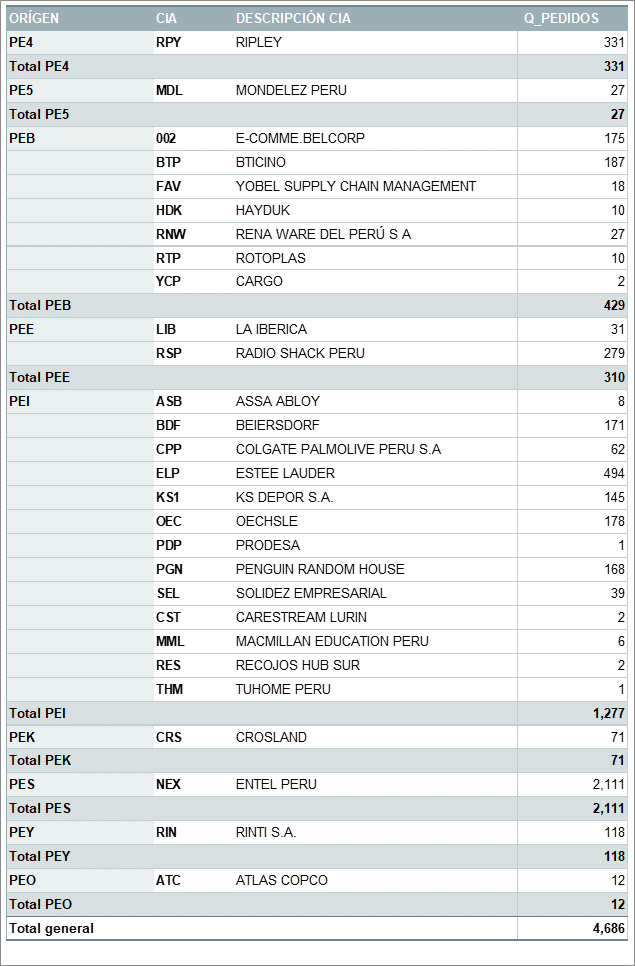 ORÍGEN CIA DESCRIPCIÓN CIA Q_PEDIDOS
PE4 RPY RIPLEY 331
Total PE4 331
PE5 MDL MONDELEZ PERU 27
Total PE5 27
PEB 002 E-COMME.BELCORP 175
BTP BTICINO 187
FAV YOBEL SUPPLY CHAIN MANAGEMENT 18
HDK HAYDUK 10
RNW RENA WARE DEL PERÚ S A 27
RTP ROTOPLAS 10
YCP CARGO 2
Total PEB 429
PEE LIB LA IBERICA 31
RSP RADIO SHACK PERU 279
Total PEE 310
PEI ASB ASSA ABLOY 8
BDF BEIERSDORF 171
CPP COLGATE PALMOLIVE PERU S.A 62
ELP ESTEE LAUDER 494
KS1 KS DEPOR S.A. 145
OEC OECHSLE 178
PDP PRODESA 1
PGN PENGUIN RANDOM HOUSE 168
SEL SOLIDEZ EMPRESARIAL 39
CST CARESTREAM LURIN 2
MML MACMILLAN EDUCATION PERU 6
RES RECOJOS HUB SUR 2
THM TUHOME PERU 1
Total PEI 1,277
PEK CRS CROSLAND 71
Total PEK 71
PES NEX ENTEL PERU 2,111
Total PES 2,111
PEY RIN RINTI S.A. 118
Total PEY 118
PEO ATC ATLAS COPCO 12
Total PEO 12
Total general 4,686